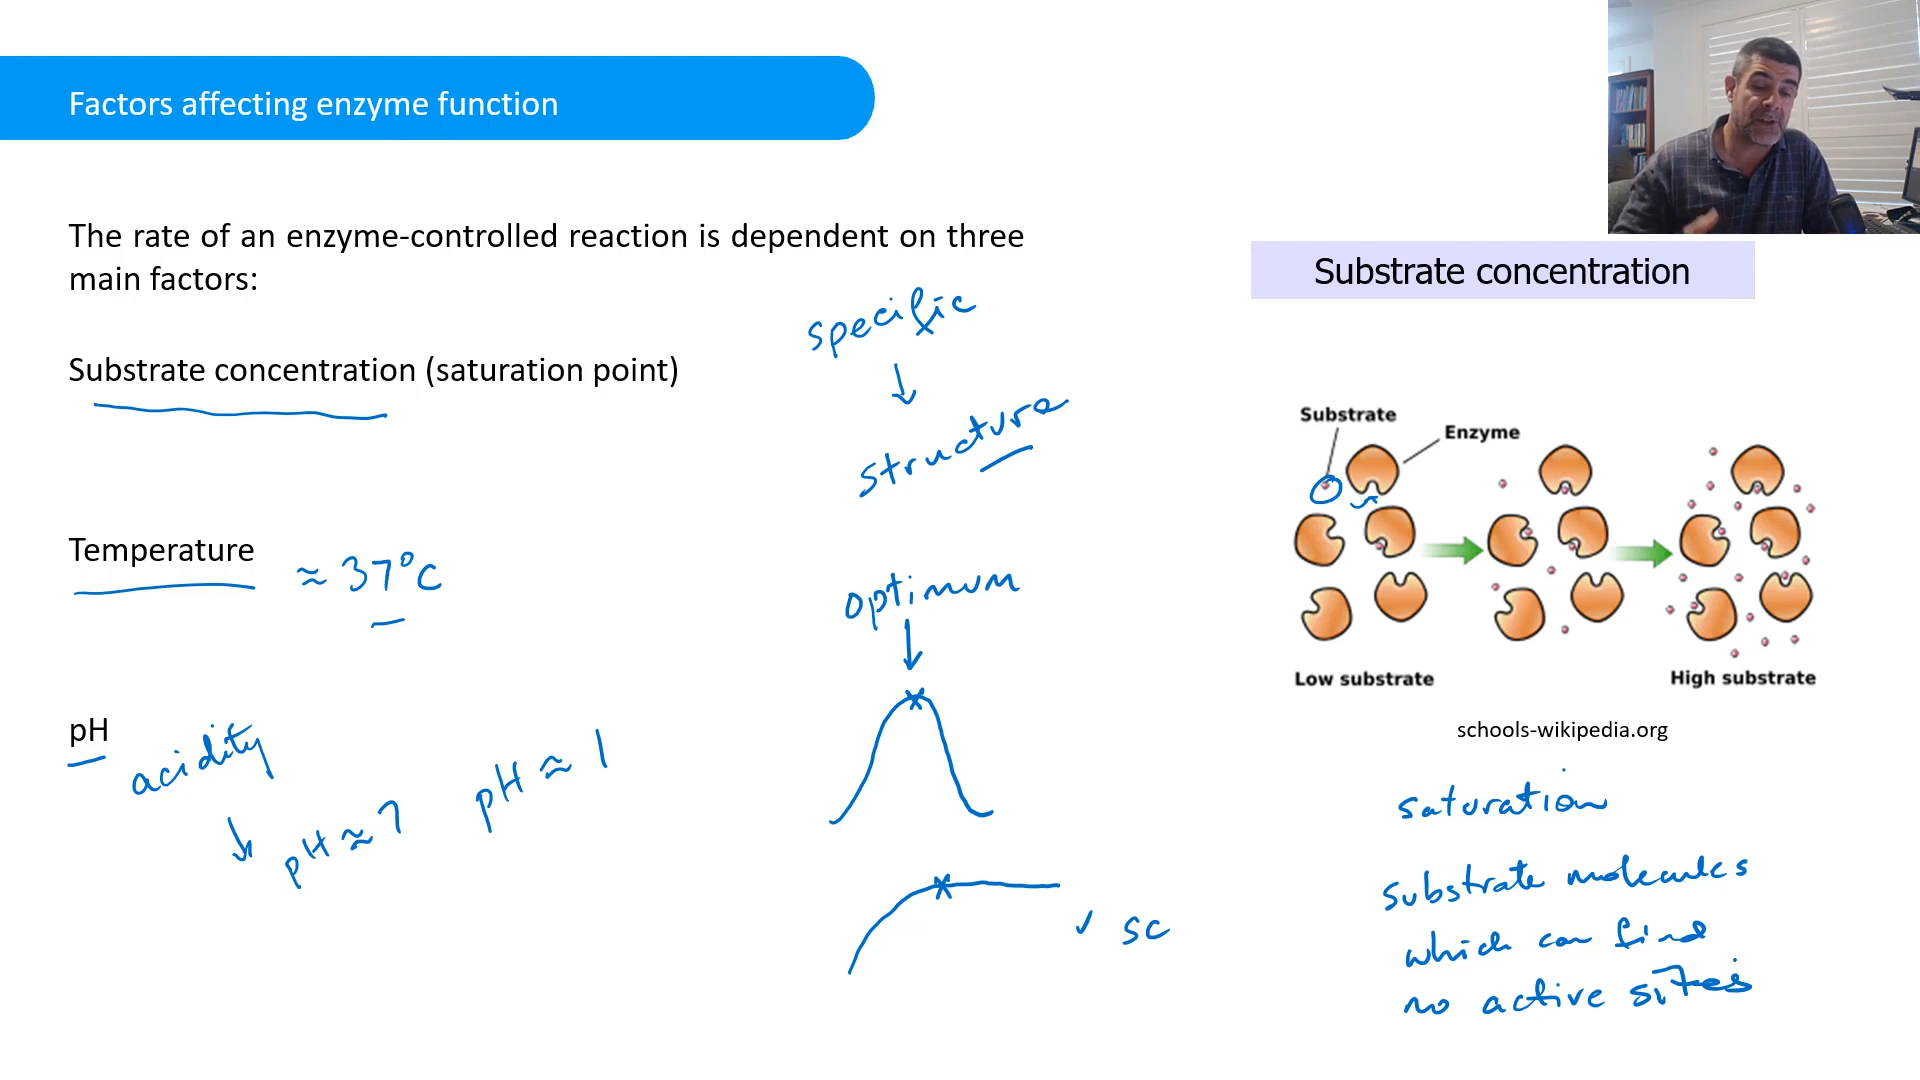 Factors affecting enzyme function
The rate of an enzyme-controlled reaction is dependent on three
main factors:
Substrate concentration (saturation point)
Temperature
≈ 37°C
pH
acidity
↓
pH ≈ 7
pH ≈ 1
specific
↓
structure
optimum
↓
✓ SC
Substrate concentration
Substrate
Enzyme
Low substrate
High substrate
schools-wikipedia.org
saturation
substrate molecules
which can find
no active sites